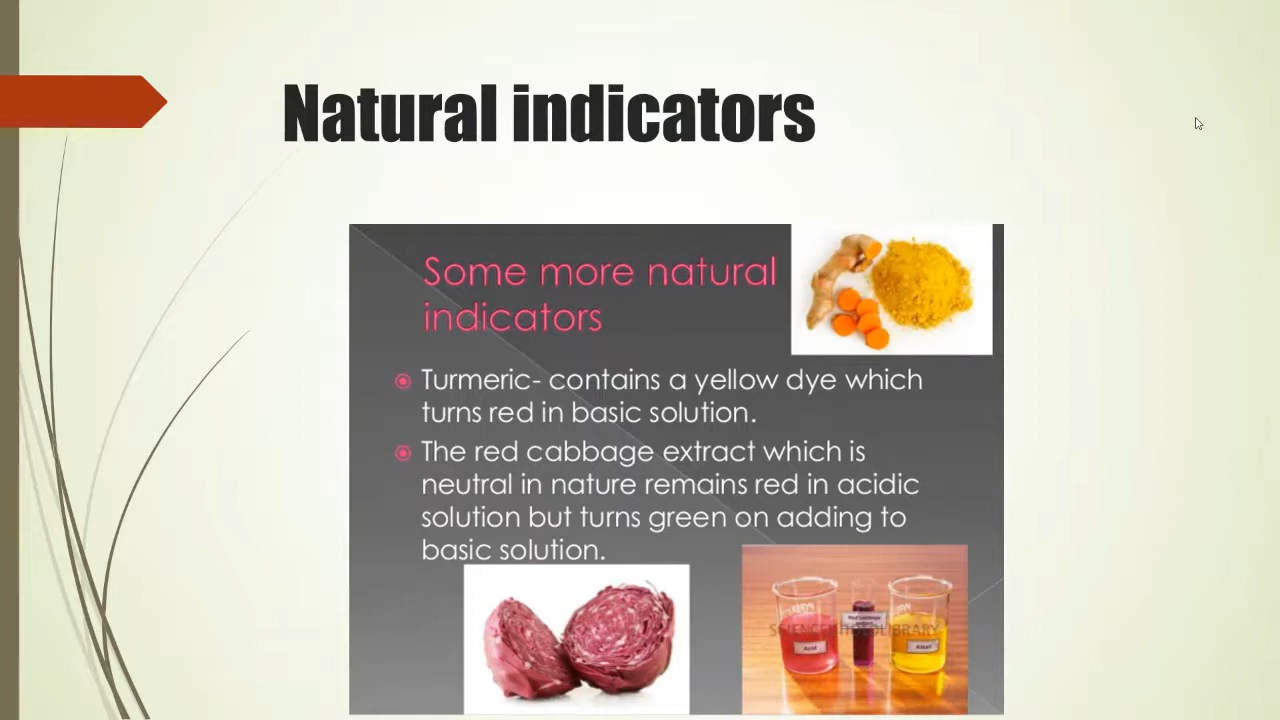 Natural indicators
Some more natural
indicators
Turmeric- contains a yellow dye which
turns red in basic solution.
The red cabbage extract which is
neutral in nature remains red in acidic
solution but turns green on adding to
basic solution.
Acid
Alkali